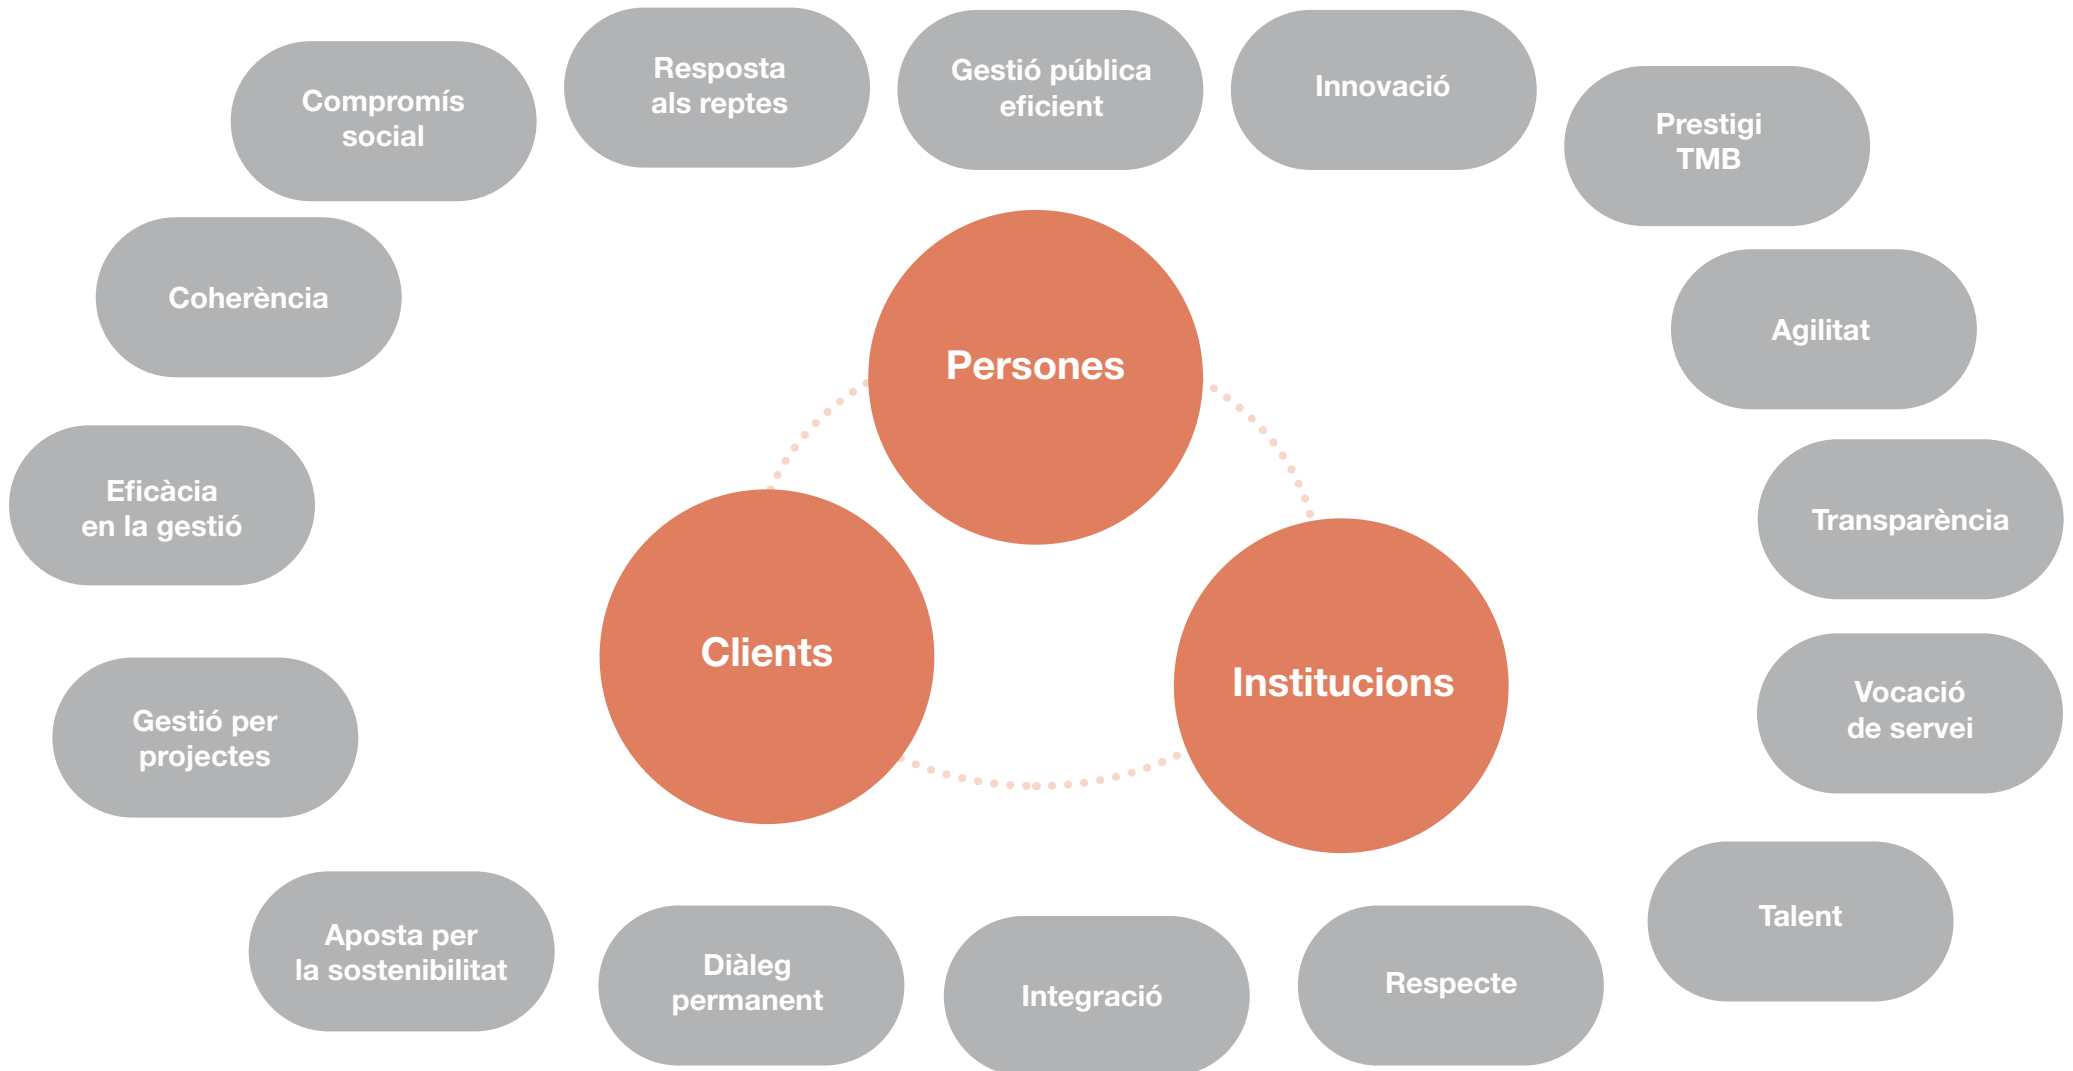 Resposta
als reptes
Gestió pública
eficient
Innovació
Compromís
social
Prestigi
TMB
Coherència
Agilitat
Persones
Eficàcia
en la gestió
Transparència
Clients
Institucions
Gestió per
projectes
Vocació
de servei
Aposta per
la sostenibilitat
Diàleg
permanent
Integració
Respecte
Talent